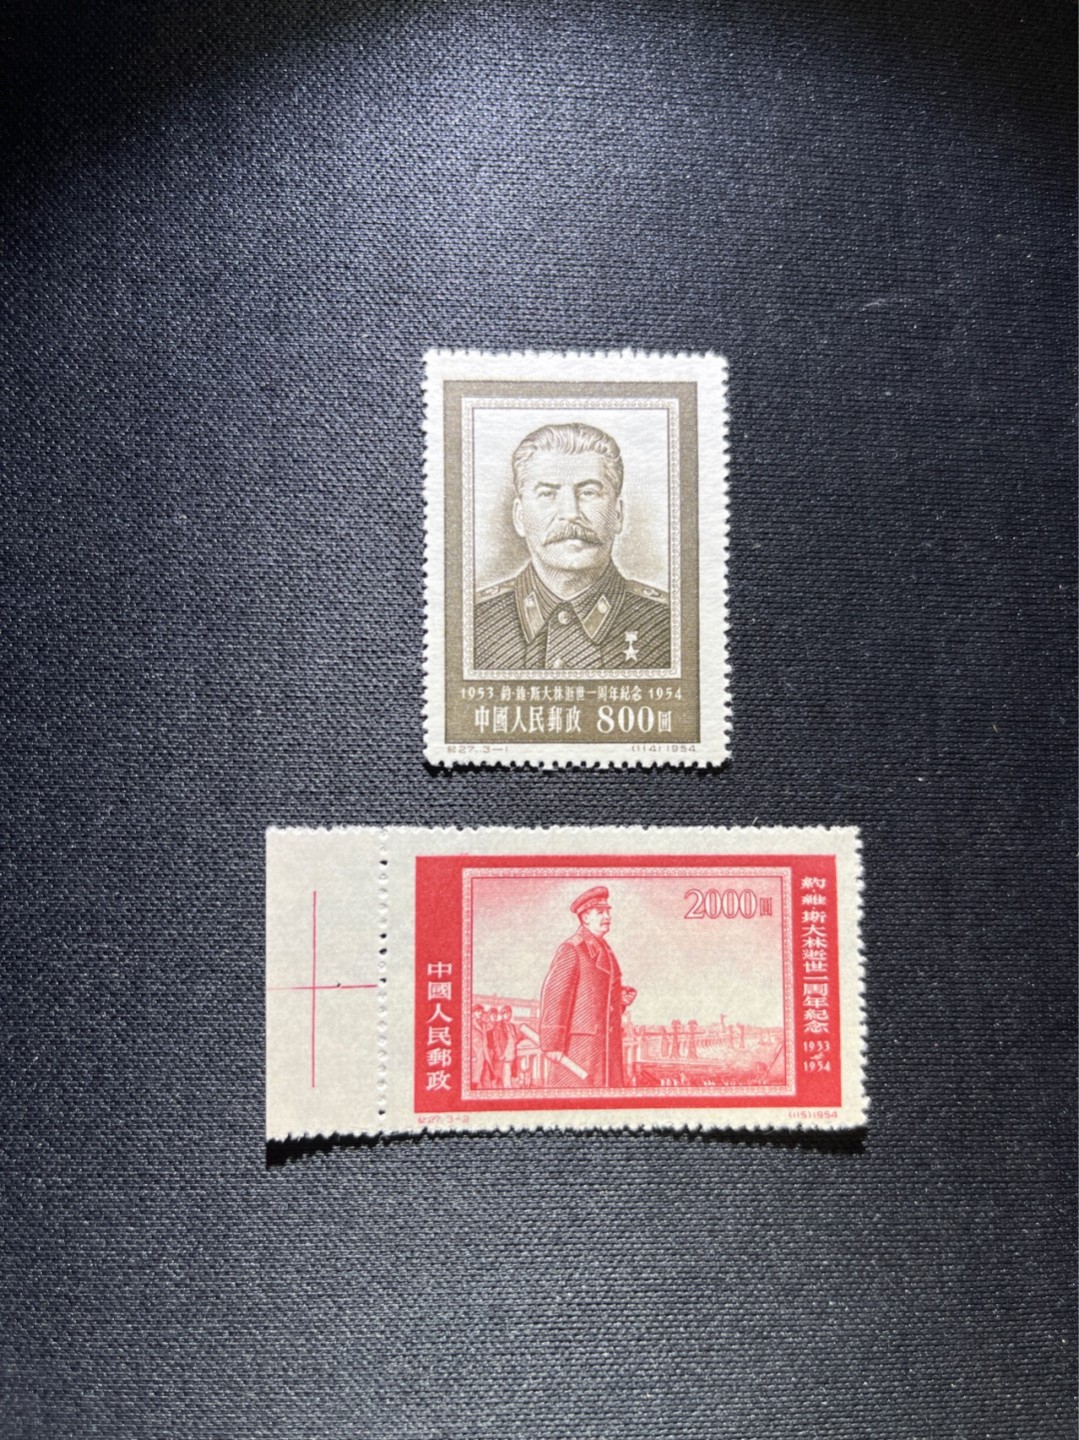 1953 約·維·斯大林逝世一周年紀念 1954
中國人民郵政 800圓
紀27. 3—1
(114) 1954
2000圓
約·維·斯大林逝世一周年紀念
1953
1954
中國人民郵政
紀27. 3—2
(115) 1954